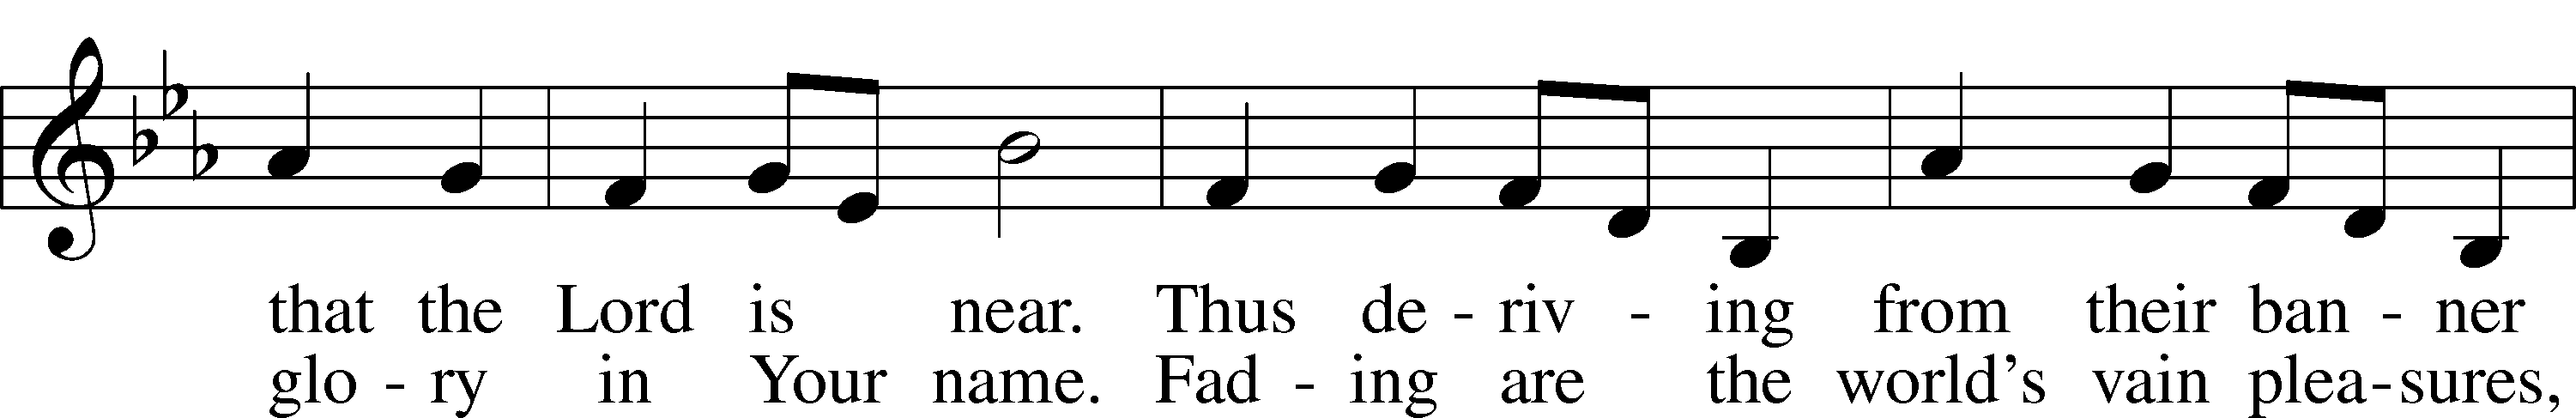 that the Lord is near. Thus de - riv - ing from their ban - ner
glo - ry in Your name. Fad - ing are the world's vain plea - sures,